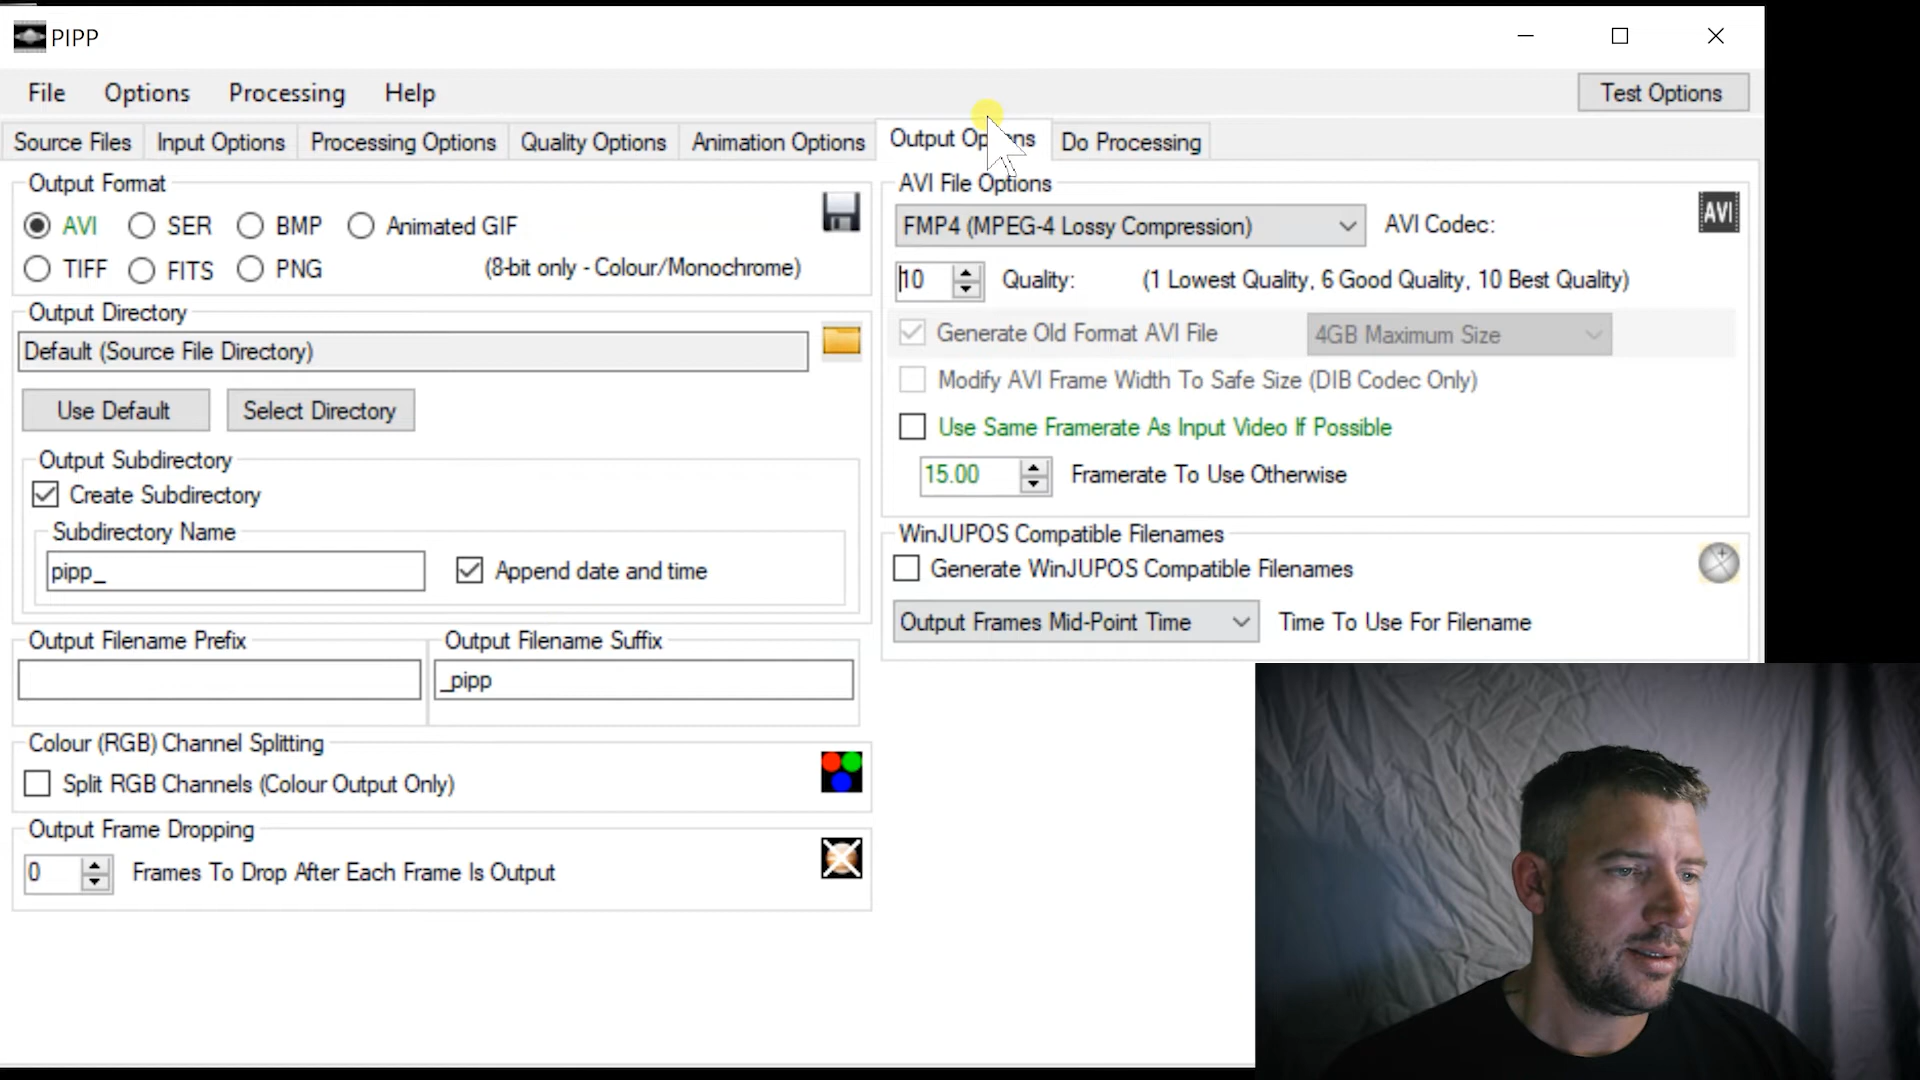 PIPP
File Options Processing Help Test Options
Source Files Input Options Processing Options Quality Options Animation Options Output Options Do Processing
Output Format
AVI SER BMP Animated GIF
TIFF FITS PNG (8-bit only - Colour/Monochrome)
Output Directory
Default (Source File Directory)
Use Default Select Directory
Output Subdirectory
Create Subdirectory
Subdirectory Name
pipp_ Append date and time
Output Filename Prefix Output Filename Suffix
_pipp
Colour (RGB) Channel Splitting
Split RGB Channels (Colour Output Only)
Output Frame Dropping
0 Frames To Drop After Each Frame Is Output
AVI File Options
FMP4 (MPEG-4 Lossy Compression) AVI Codec: AVI
10 Quality: (1 Lowest Quality, 6 Good Quality, 10 Best Quality)
Generate Old Format AVI File 4GB Maximum Size
Modify AVI Frame Width To Safe Size (DIB Codec Only)
Use Same Framerate As Input Video If Possible
15.00 Framerate To Use Otherwise
WinJUPOS Compatible Filenames
Generate WinJUPOS Compatible Filenames
Output Frames Mid-Point Time Time To Use For Filename